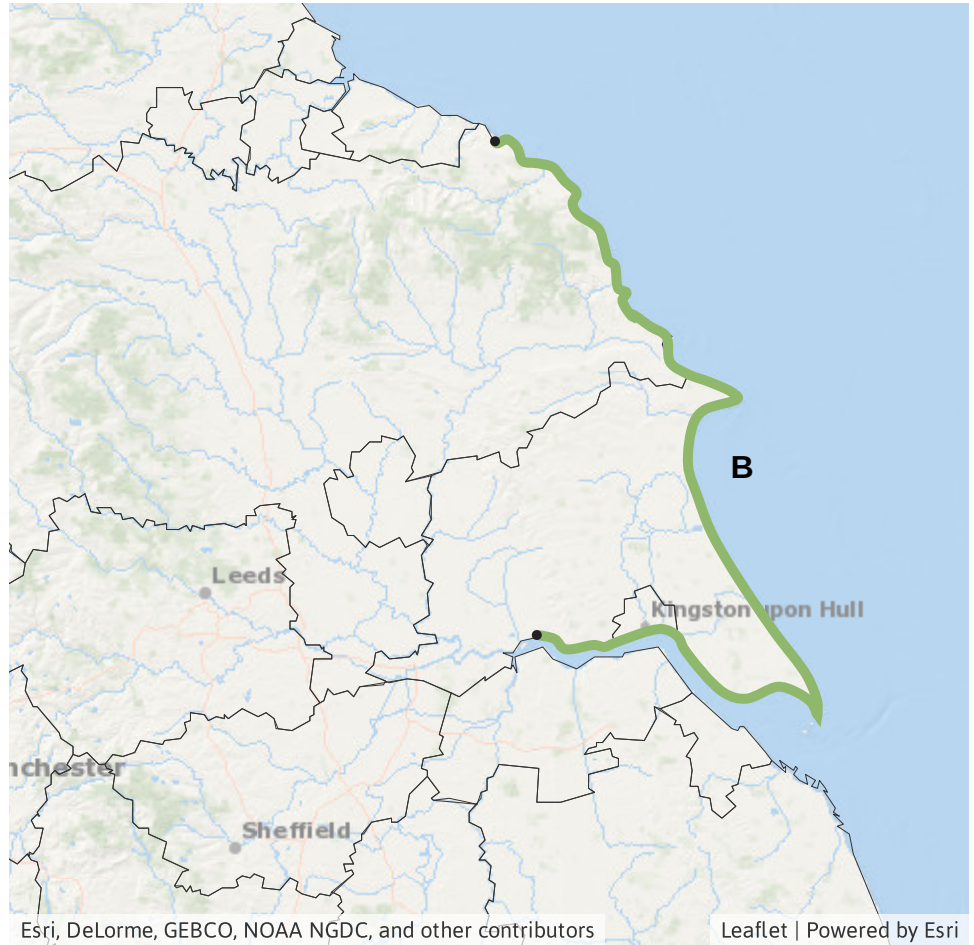 B
Leeds
Kingston upon Hull
nchester
Sheffield
Esri, DeLorme, GEBCO, NOAA NGDC, and other contributors
Leaflet | Powered by Esri